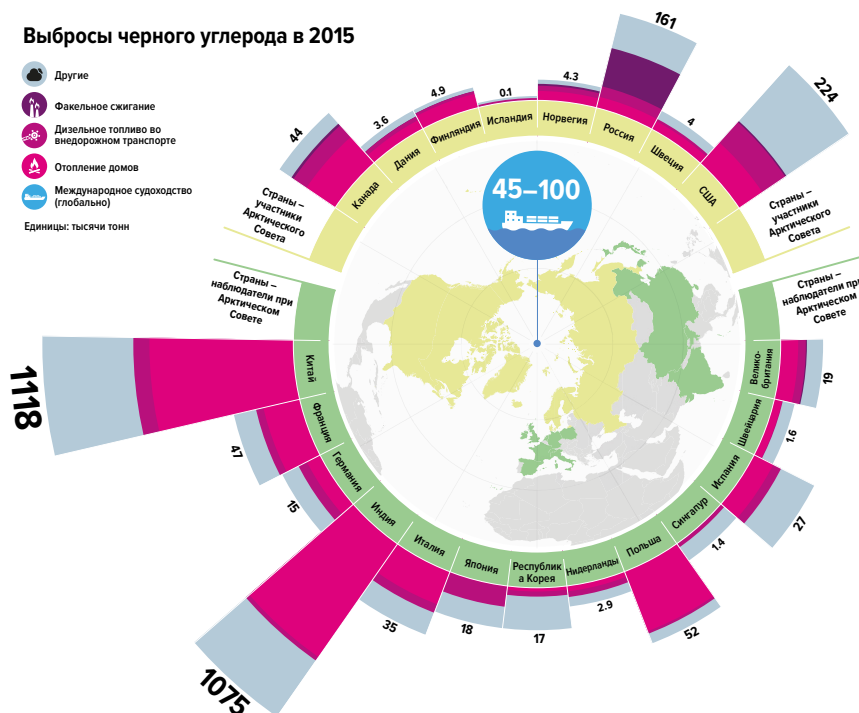 Выбросы черного углерода в 2015
Другие
Факельное сжигание
Дизельное топливо во
внедорожном транспорте
Отопление домов
Международное судоходство
(глобально)
Единицы: тысячи тонн
Страны –
участники
Арктического
Совета
44
3.6
4.9
0.1
4.3
161
4
224
Канада
Дания
Финляндия
Исландия
Норвегия
Россия
Швеция
США
Страны –
участники
Арктического
Совета
45–100
Страны –
наблюдатели при
Арктическом
Совете
Страны –
наблюдатели при
Арктическом
Совете
Китай
1118
Франция
47
Германия
15
Индия
1075
Италия
35
Япония
18
Республик
а Корея
17
Нидерланды
2.9
Польша
52
Сингапур
1.4
Испания
27
Швейцария
1.6
Велико-
британия
19